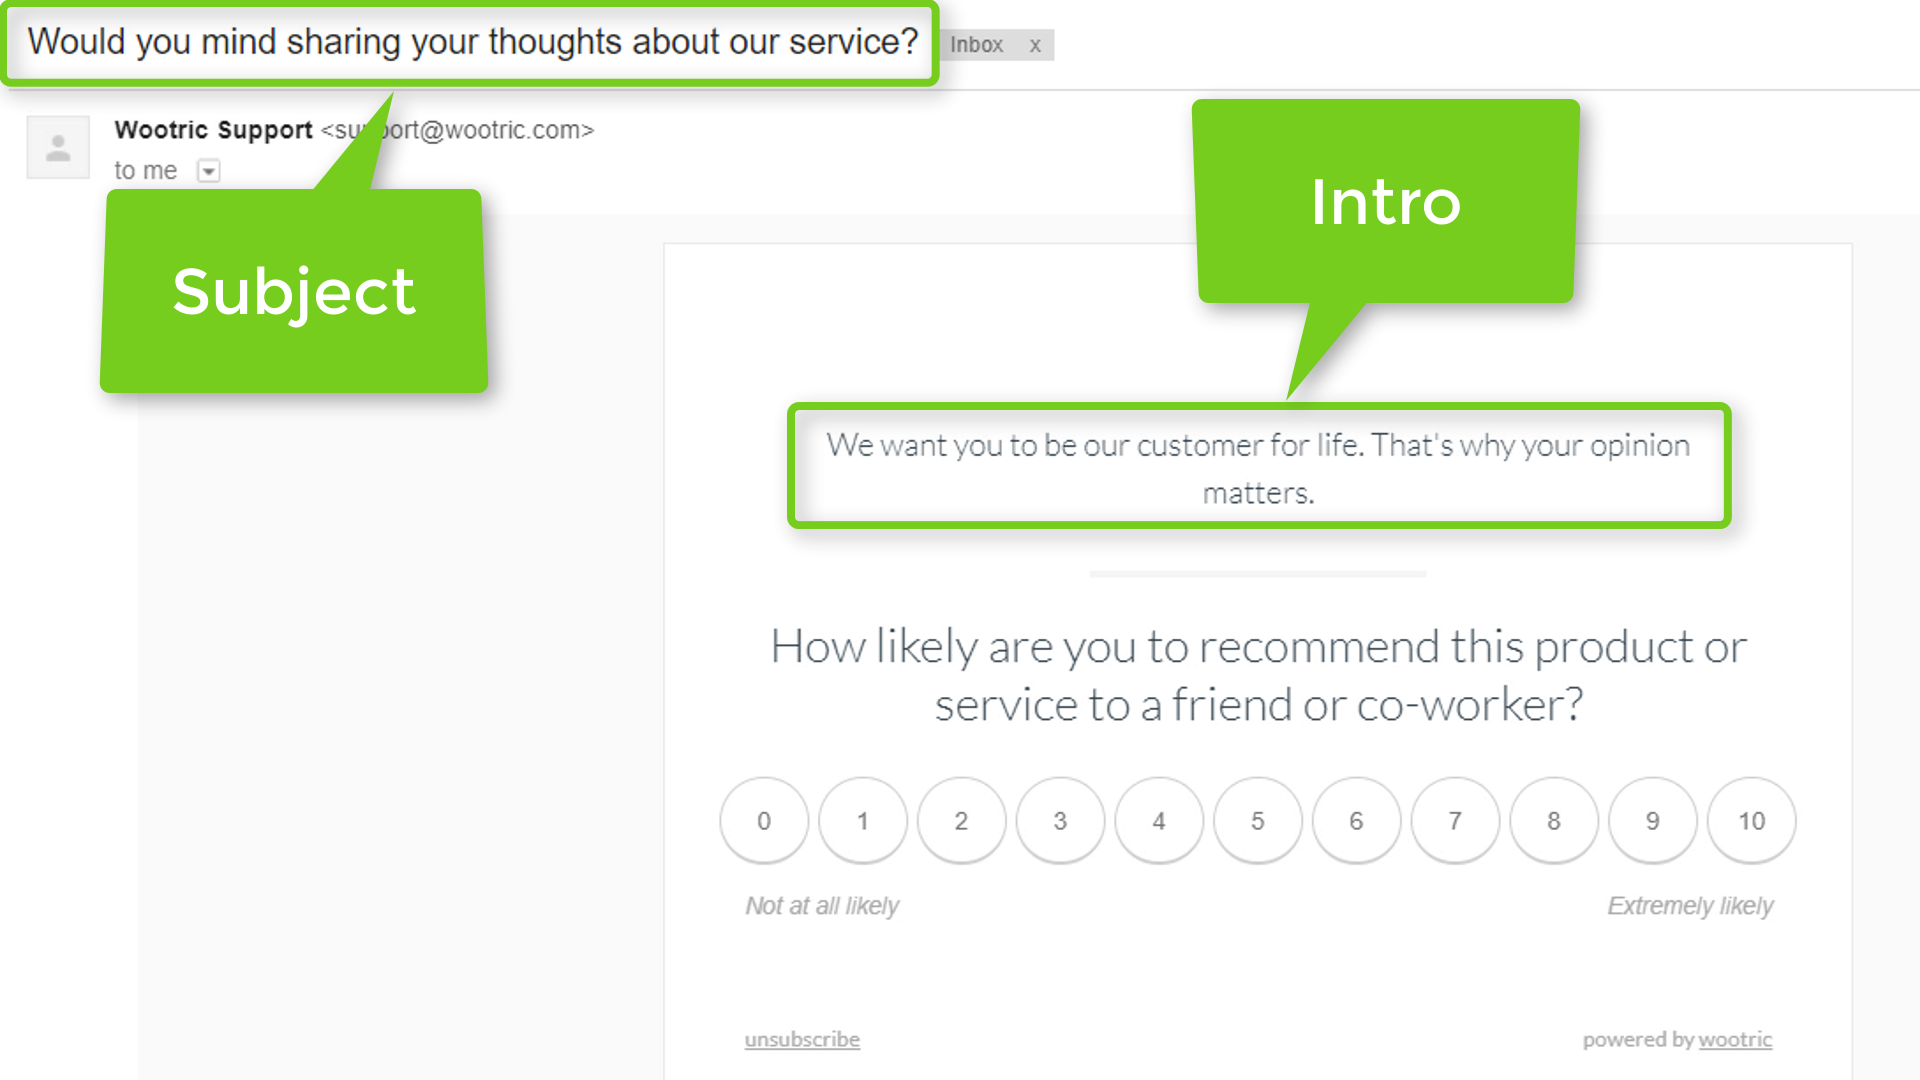 Would you mind sharing your thoughts about our service? Inbox x
Wootric Support <support@wootric.com>
to me
Subject
Intro
We want you to be our customer for life. That's why your opinion
matters.
How likely are you to recommend this product or
service to a friend or co-worker?
0 1 2 3 4 5 6 7 8 9 10
Not at all likely Extremely likely
unsubscribe powered by wootric